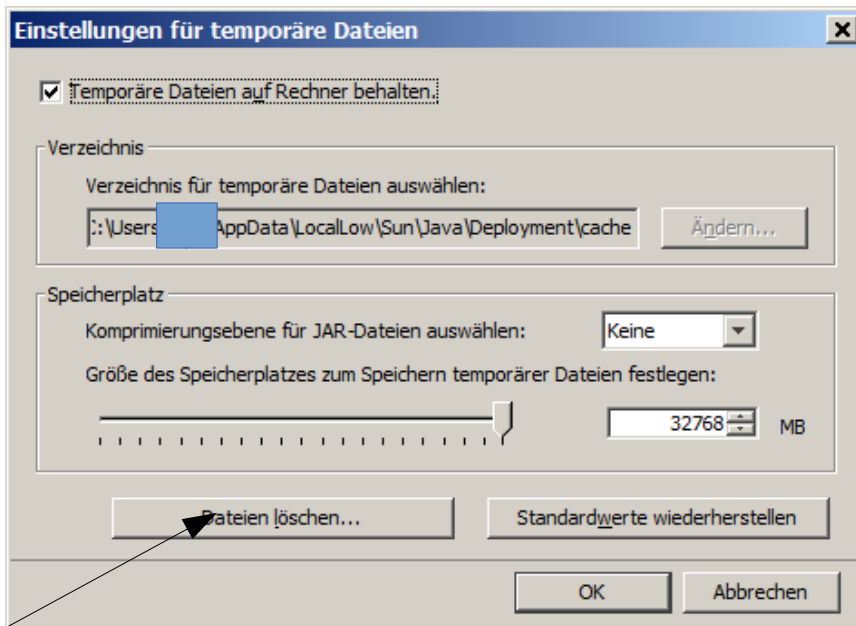 Einstellungen für temporäre Dateien
Temporäre Dateien auf Rechner behalten.
Verzeichnis
Verzeichnis für temporäre Dateien auswählen:
:\Users AppData\LocalLow\Sun\Java\Deployment\cache
Ändern...
Speicherplatz
Komprimierungsebene für JAR-Dateien auswählen:
Keine
Größe des Speicherplatzes zum Speichern temporärer Dateien festlegen:
32768 MB
Dateien löschen...
Standardwerte wiederherstellen
OK
Abbrechen